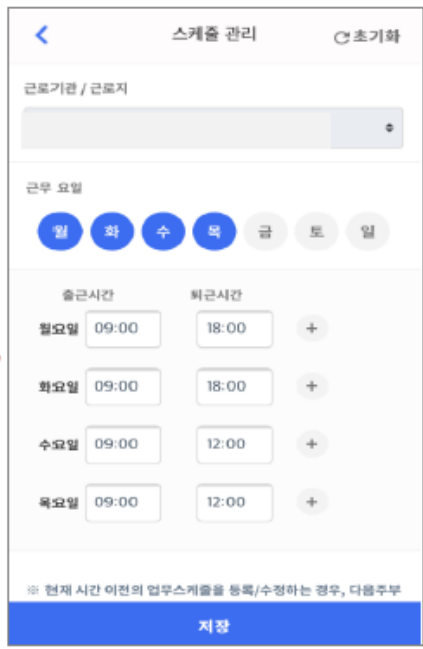 스케줄 관리 초기화
근로기관 / 근로지
근무 요일
월 화 수 목 금 토 일
출근시간 퇴근시간
월요일 09:00 18:00 +
화요일 09:00 18:00 +
수요일 09:00 12:00 +
목요일 09:00 12:00 +
※ 현재 시간 이전의 업무스케줄을 등록/수정하는 경우, 다음주부
저장